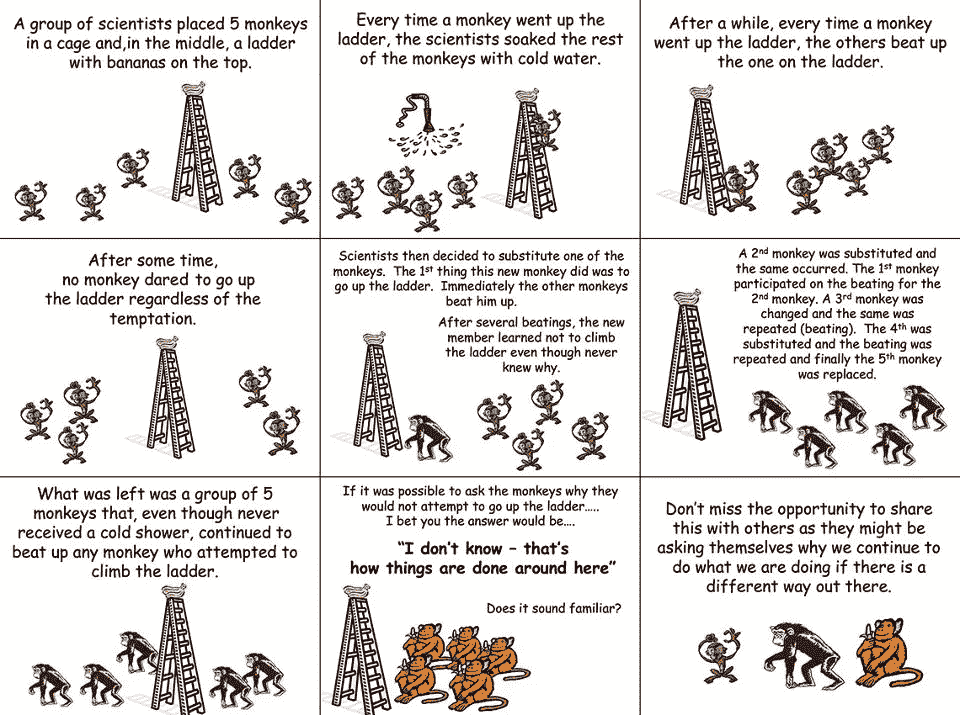 A group of scientists placed 5 monkeys
in a cage and,in the middle, a ladder
with bananas on the top.
Every time a monkey went up the
ladder, the scientists soaked the rest
of the monkeys with cold water.
After a while, every time a monkey
went up the ladder, the others beat up
the one on the ladder.
After some time,
no monkey dared to go up
the ladder regardless of the
temptation.
Scientists then decided to substitute one of the
monkeys. The 1st thing this new monkey did was to
go up the ladder. Immediately the other monkeys
beat him up.
After several beatings, the new
member learned not to climb
the ladder even though never
knew why.
A 2nd monkey was substituted and
the same occurred. The 1st monkey
participated on the beating for the
2nd monkey. A 3rd monkey was
changed and the same was
repeated (beating). The 4th was
substituted and the beating was
repeated and finally the 5th monkey
was replaced.
What was left was a group of 5
monkeys that, even though never
received a cold shower, continued to
beat up any monkey who attempted to
climb the ladder.
If it was possible to ask the monkeys why they
would not attempt to go up the ladder…..
I bet you the answer would be….
“I don’t know – that’s
how things are done around here”
Does it sound familiar?
Don’t miss the opportunity to share
this with others as they might be
asking themselves why we continue to
do what we are doing if there is a
different way out there.